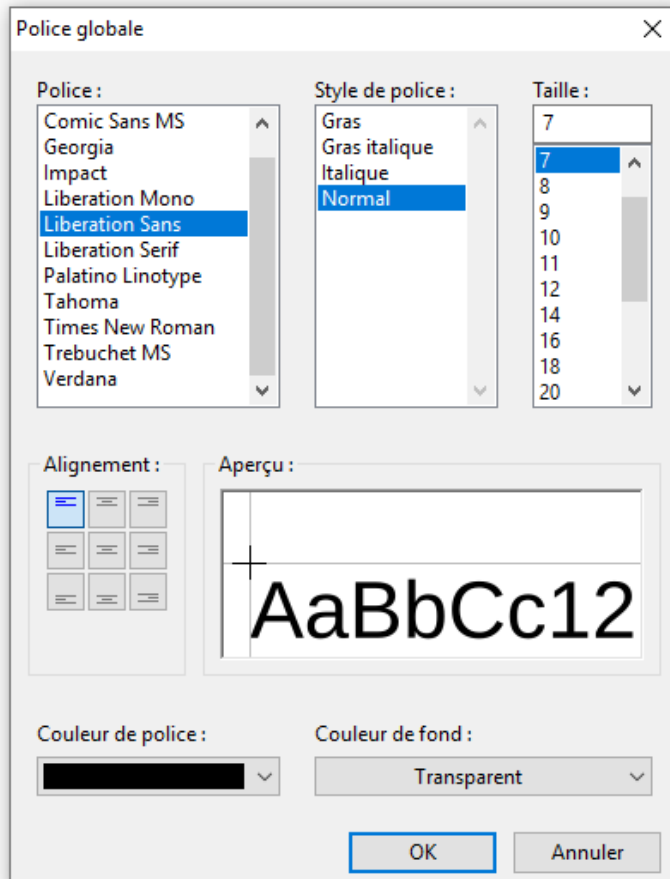 Police globale
Police :
Comic Sans MS
Georgia
Impact
Liberation Mono
Liberation Sans
Liberation Serif
Palatino Linotype
Tahoma
Times New Roman
Trebuchet MS
Verdana
Style de police :
Gras
Gras italique
Italique
Normal
Taille :
7
7
8
9
10
11
12
14
16
18
20
Alignement :
Aperçu :
AaBbCc12
Couleur de police :
Couleur de fond :
Transparent
OK
Annuler